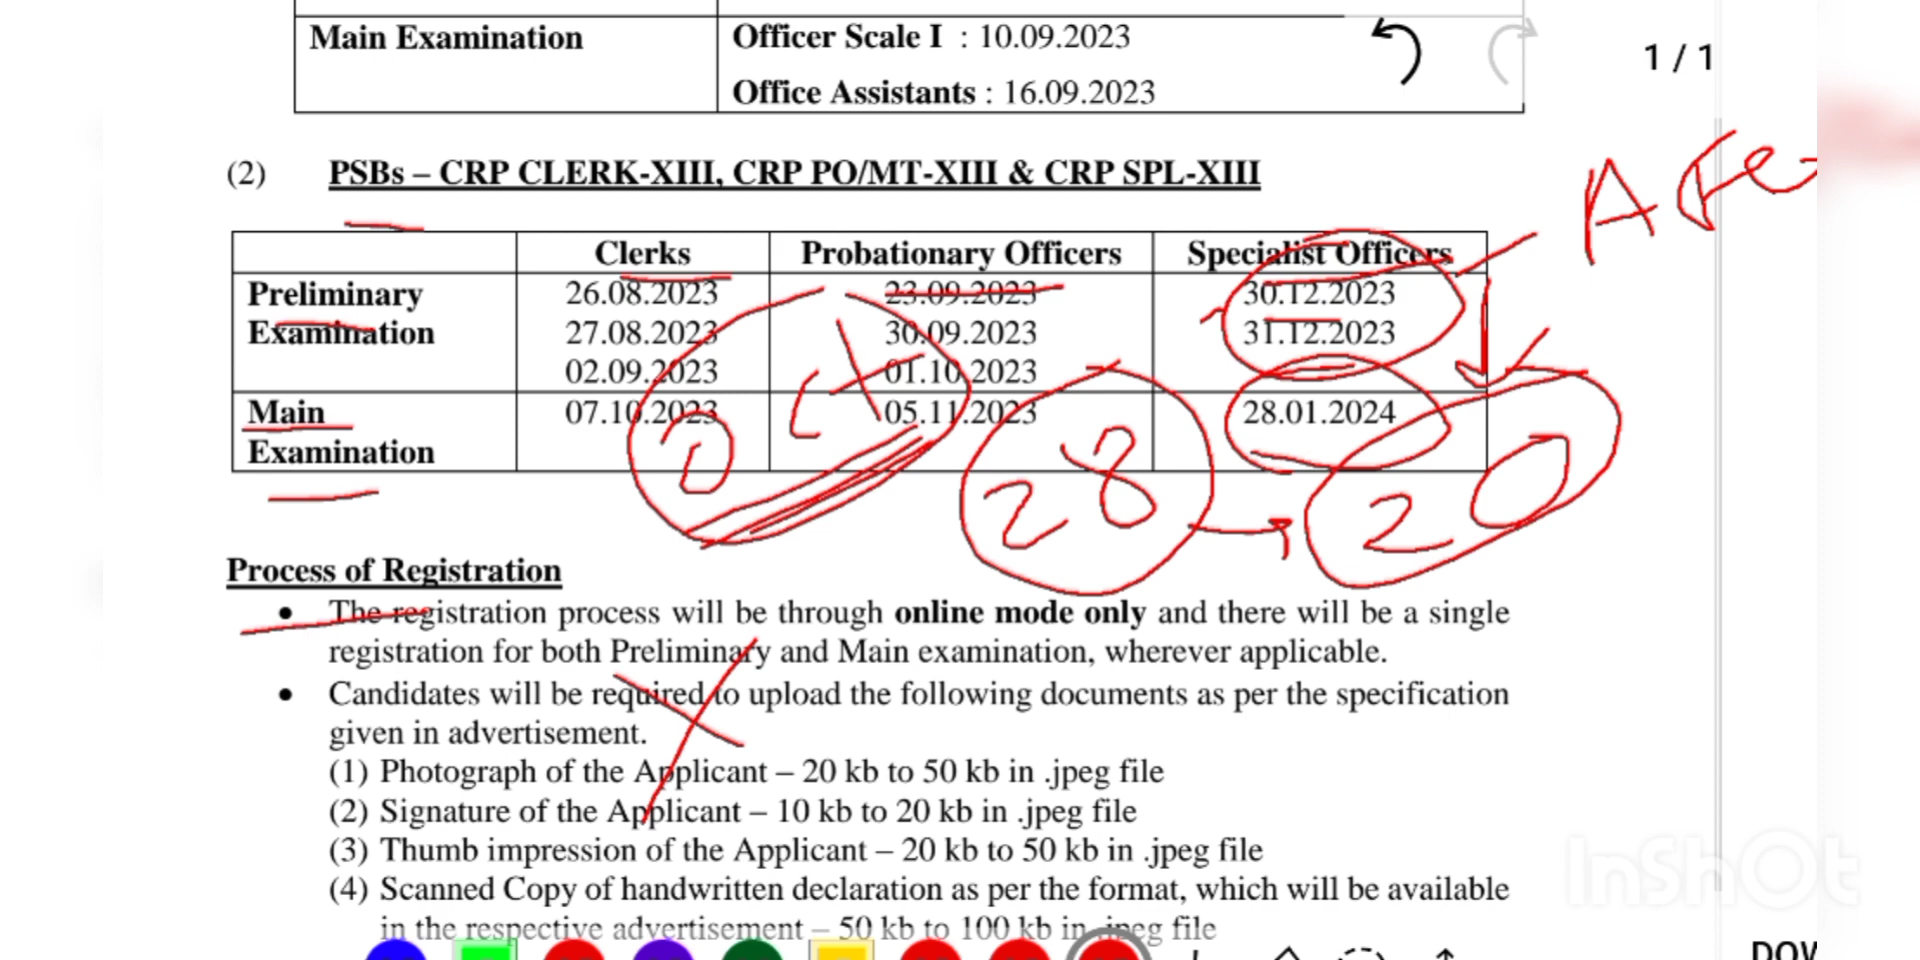 Main Examination Officer Scale I : 10.09.2023
1 / 1
Office Assistants : 16.09.2023
(2) PSBs – CRP CLERK-XIII, CRP PO/MT-XIII & CRP SPL-XIII
Clerks Probationary Officers Specialist Officers
Preliminary 26.08.2023 23.09.2023 30.12.2023
Examination 27.08.2023 30.09.2023 31.12.2023
02.09.2023 01.10.2023
Main 07.10.2023 05.11.2023 28.01.2024
Examination
28 20
Process of Registration
• The registration process will be through online mode only and there will be a single
registration for both Preliminary and Main examination, wherever applicable.
• Candidates will be required to upload the following documents as per the specification
given in advertisement.
(1) Photograph of the Applicant – 20 kb to 50 kb in .jpeg file
(2) Signature of the Applicant – 10 kb to 20 kb in .jpeg file
(3) Thumb impression of the Applicant – 20 kb to 50 kb in .jpeg file
(4) Scanned Copy of handwritten declaration as per the format, which will be available
in the respective advertisement – 50 kb to 100 kb in .jpeg file
InShOt